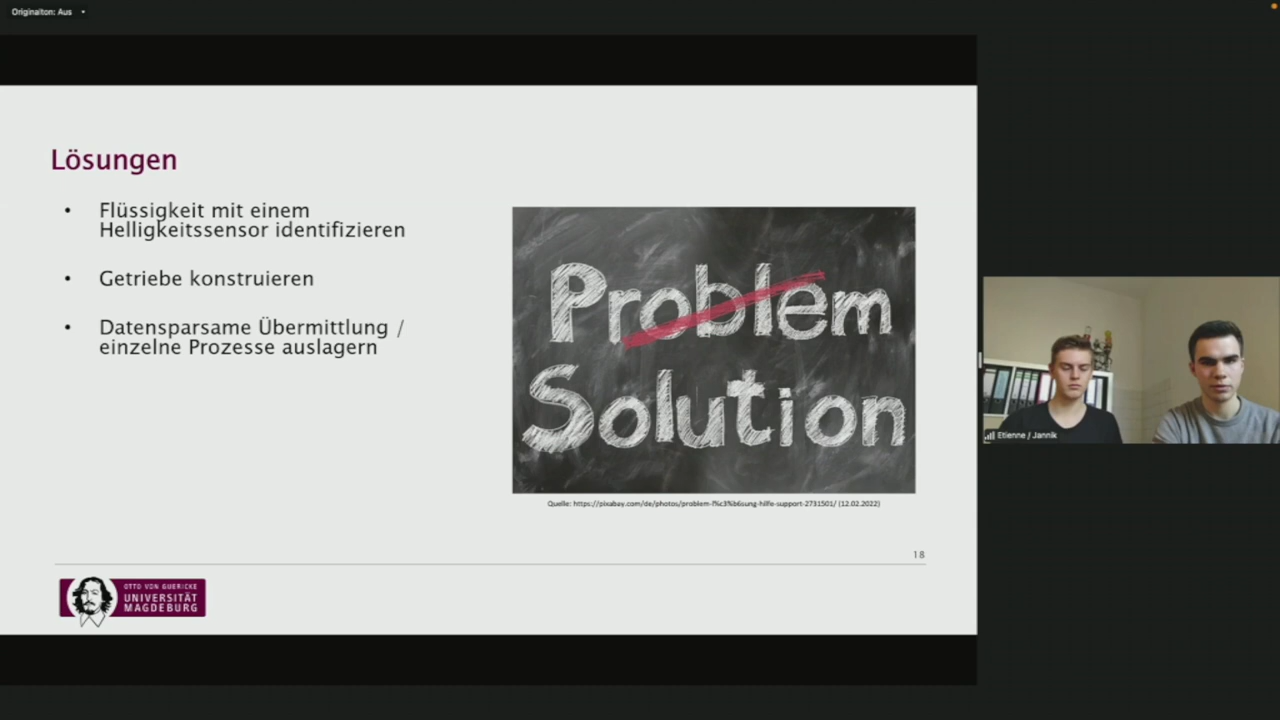 Originalton: Aus
Lösungen
• Flüssigkeit mit einem
Helligkeitssensor identifizieren
• Getriebe konstruieren
• Datensparsame Übermittlung /
einzelne Prozesse auslagern
Problem
Solution
Quelle: https://pixabay.com/de/photos/problem-l%c3%b6sung-hilfe-support-2731501/ (12.02.2022)
18
OTTO VON GUERICKE
UNIVERSITÄT
MAGDEBURG
Etienne / Jannik